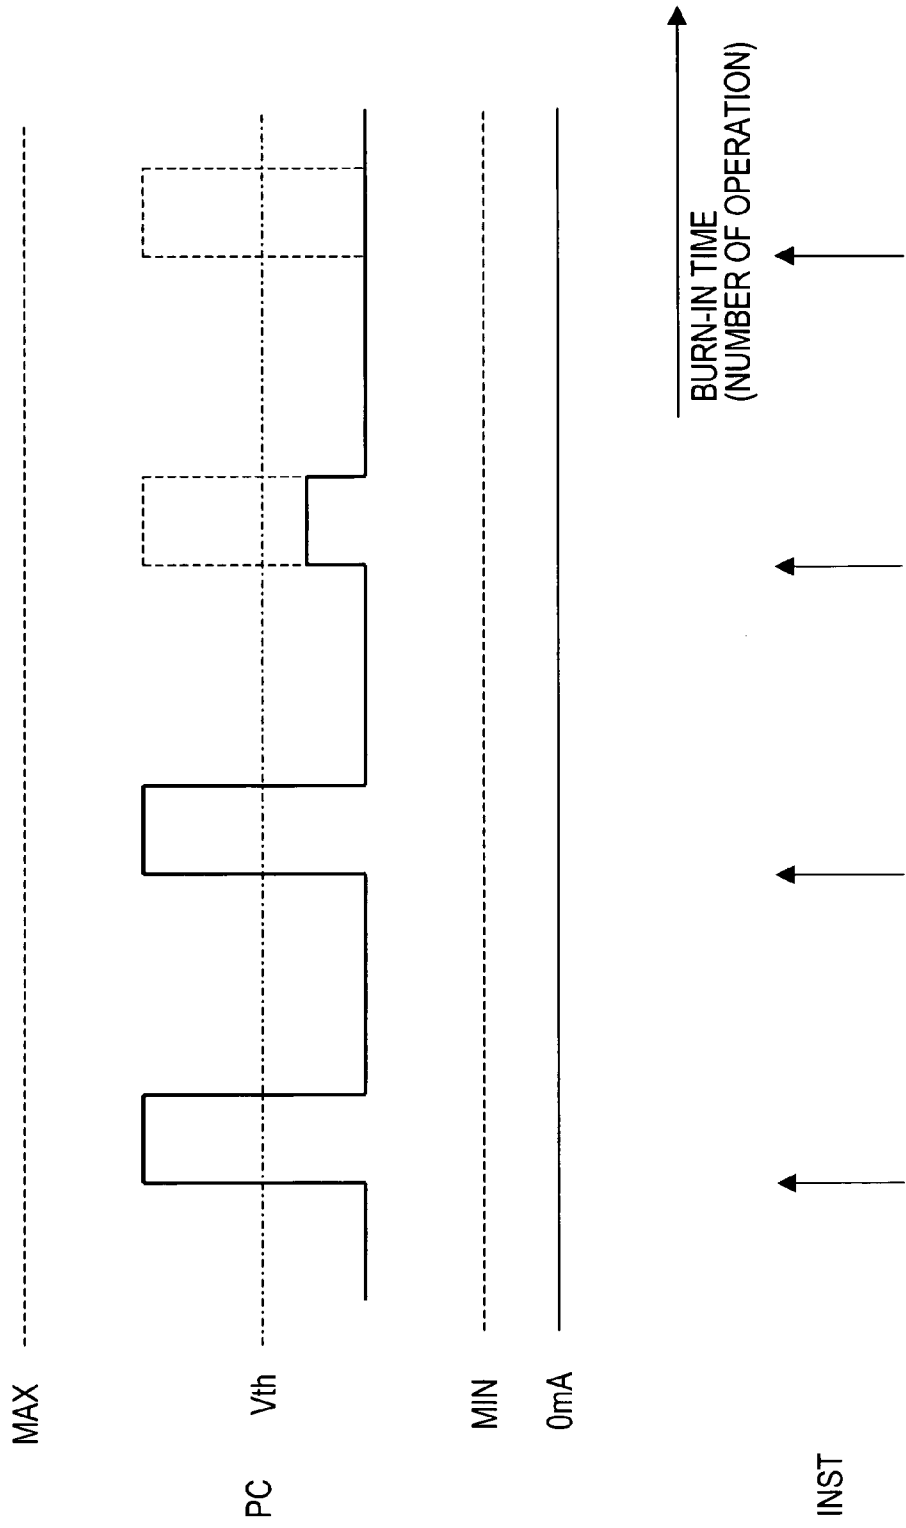 MAX
PC
Vth
MIN
0mA
BURN-IN TIME
(NUMBER OF OPERATION)
INST